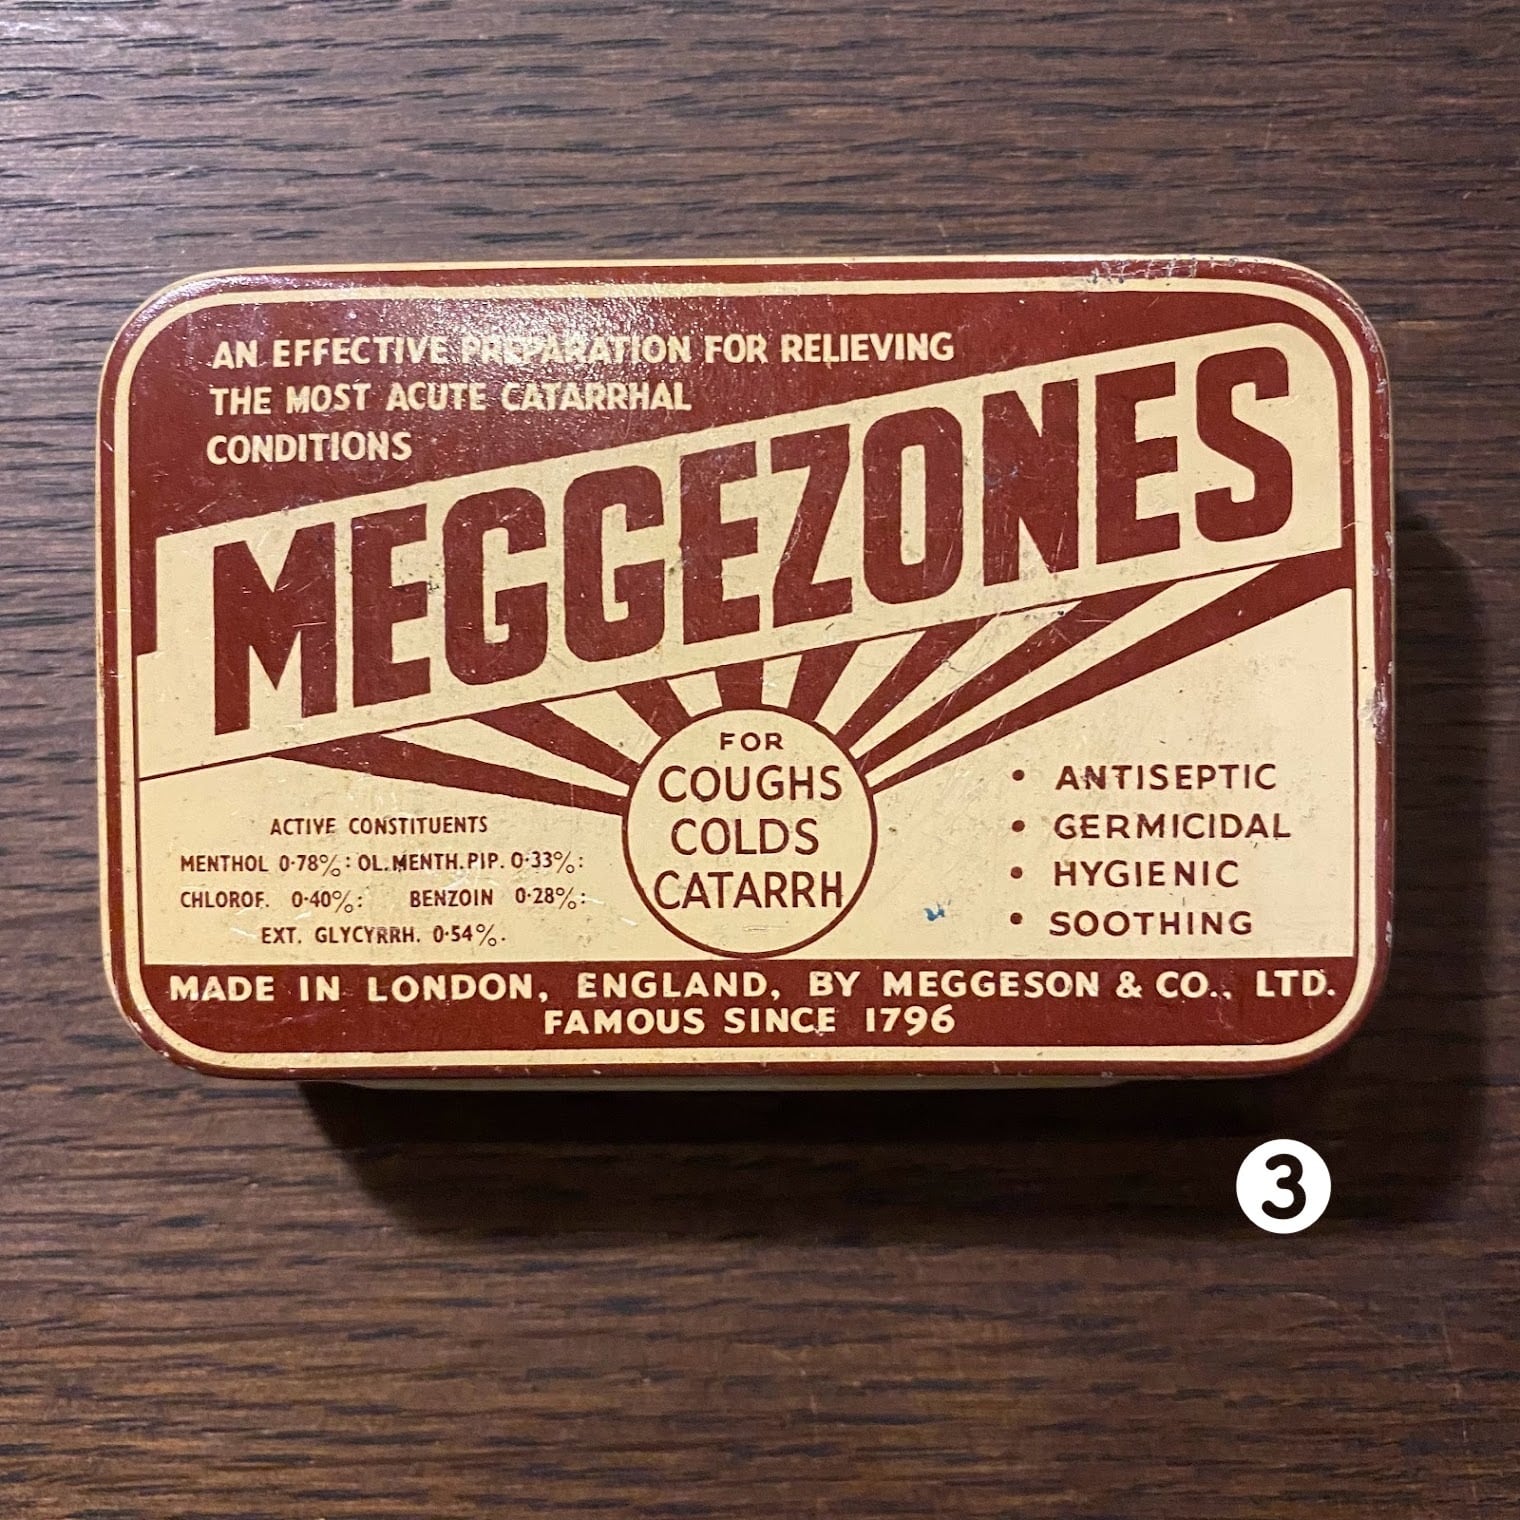 AN EFFECTIVE PREPARATION FOR RELIEVING
THE MOST ACUTE CATARRHAL
CONDITIONS
MEGGEZONES
FOR
COUGHS
COLDS
CATARRH
ACTIVE CONSTITUENTS
MENTHOL 0·78%: OL.MENTH.PIP. 0·33%:
CHLOROF. 0·40%: BENZOIN 0·28%:
EXT. GLYCYRRH. 0·54%.
• ANTISEPTIC
• GERMICIDAL
• HYGIENIC
• SOOTHING
MADE IN LONDON, ENGLAND, BY MEGGESON & CO., LTD.
FAMOUS SINCE 1796
3